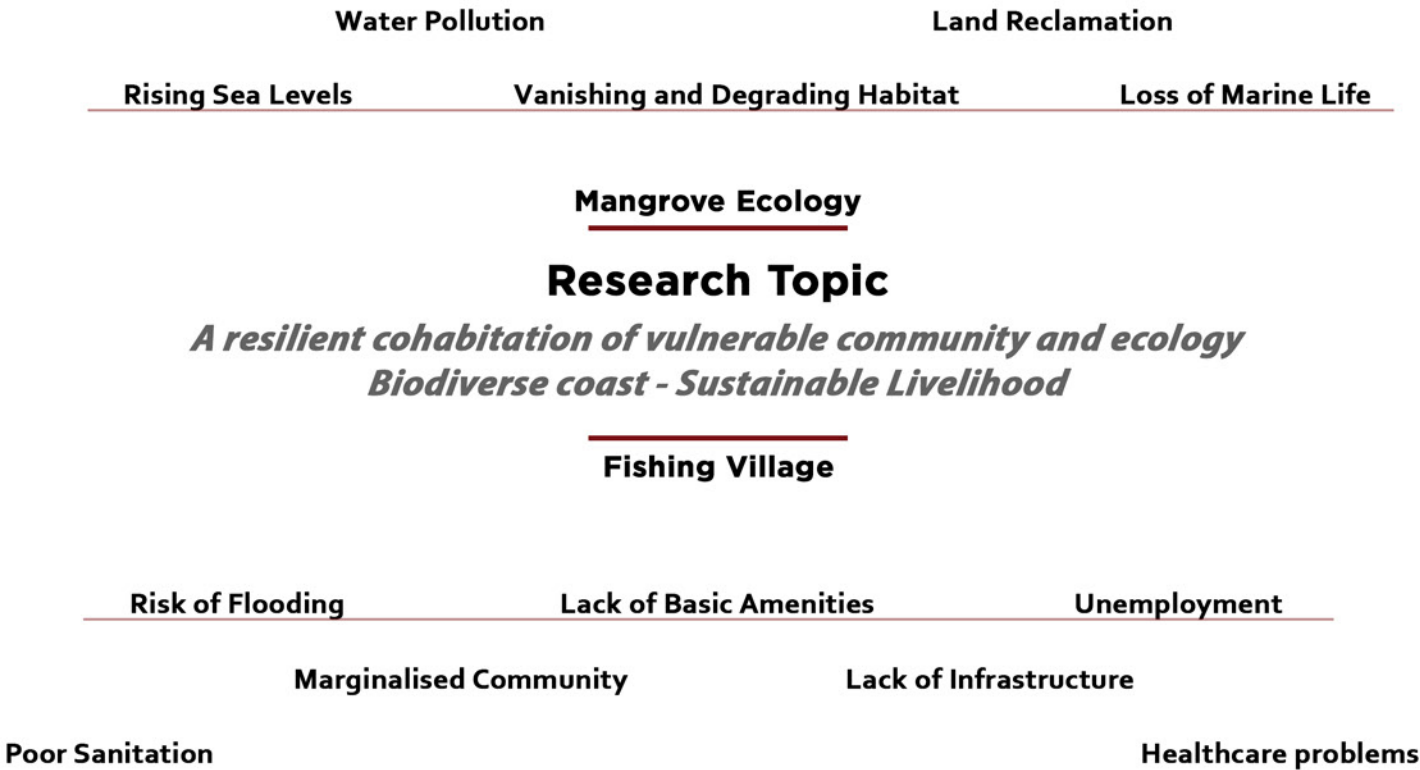 Water Pollution Land Reclamation
Rising Sea Levels Vanishing and Degrading Habitat Loss of Marine Life
Mangrove Ecology
Research Topic
A resilient cohabitation of vulnerable community and ecology
Biodiverse coast - Sustainable Livelihood
Fishing Village
Risk of Flooding Lack of Basic Amenities Unemployment
Marginalised Community Lack of Infrastructure
Poor Sanitation Healthcare problems